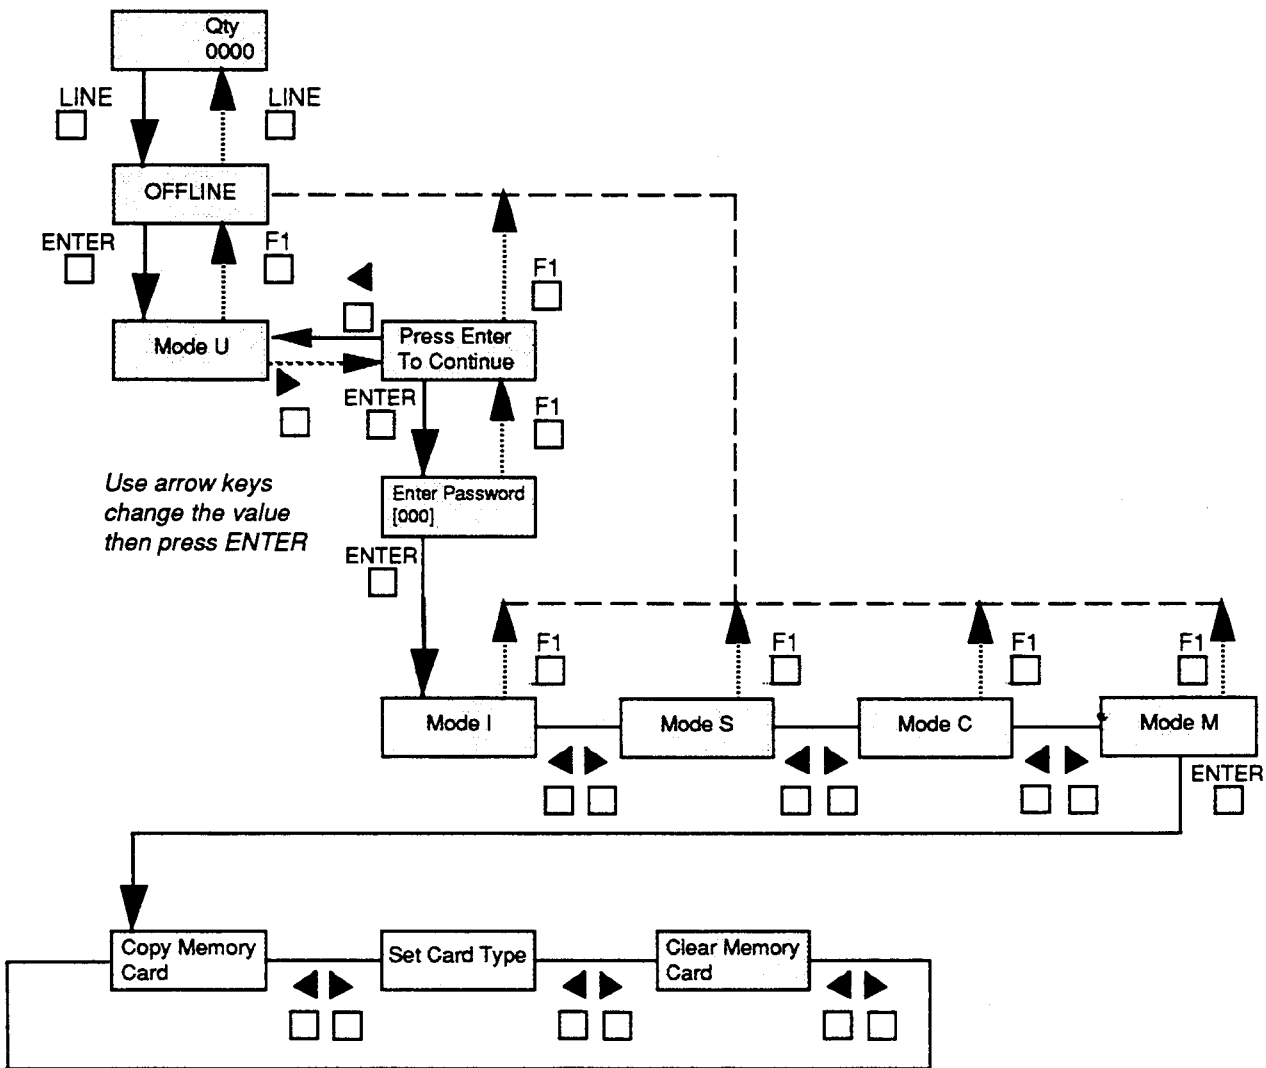 Qty
0000
LINE
LINE
OFFLINE
ENTER
F1
F1
Mode U
Press Enter
To Continue
ENTER
F1
Use arrow keys
change the value
then press ENTER
Enter Password
[000]
ENTER
F1
F1
F1
F1
Mode I
Mode S
Mode C
Mode M
ENTER
Copy Memory
Card
Set Card Type
Clear Memory
Card